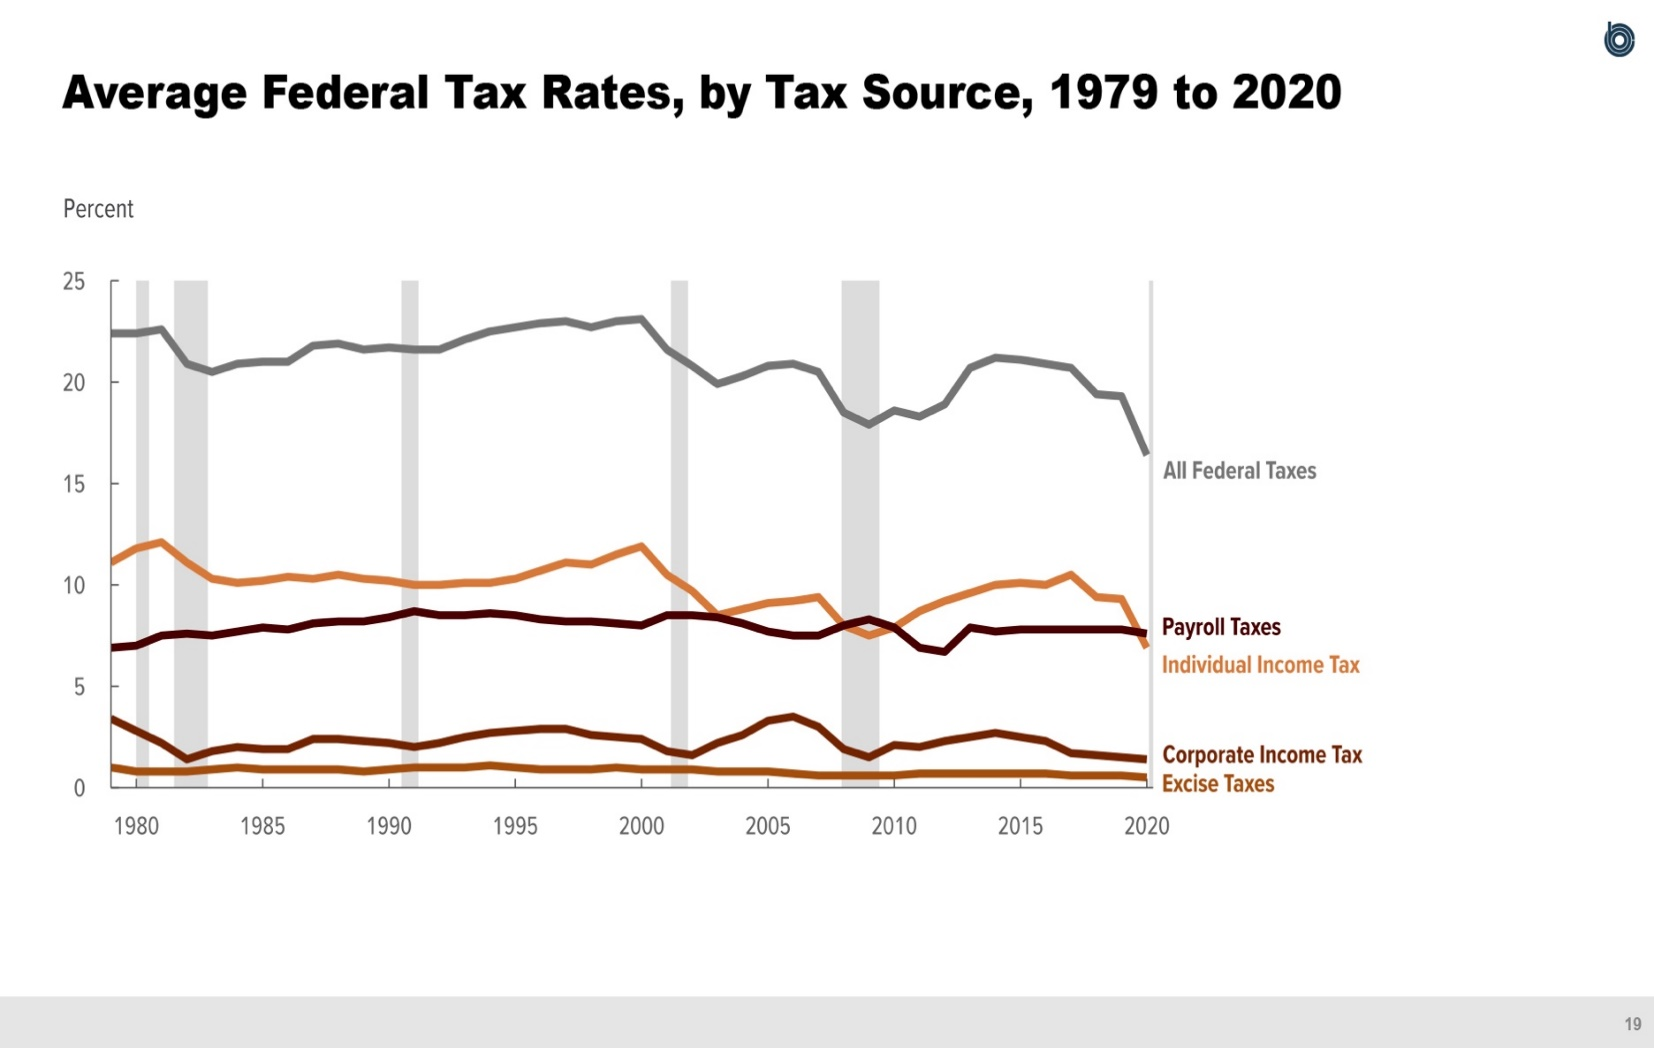 Average Federal Tax Rates, by Tax Source, 1979 to 2020
Percent
25
20
15
10
5
0
All Federal Taxes
Payroll Taxes
Individual Income Tax
Corporate Income Tax
Excise Taxes
1980 1985 1990 1995 2000 2005 2010 2015 2020
19